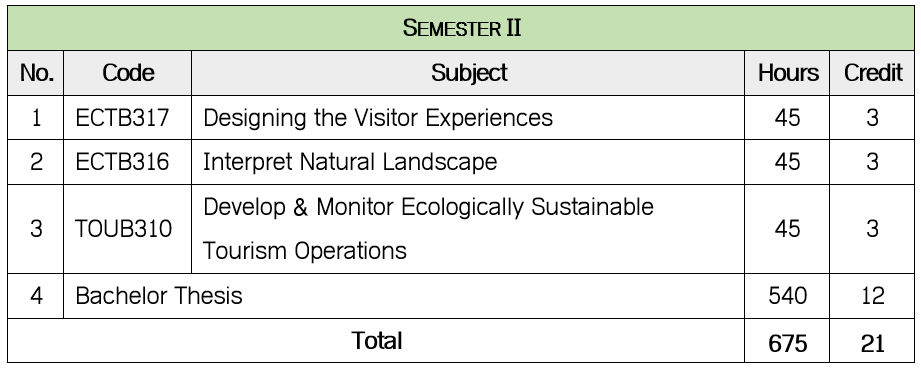 SEMESTER II
No. Code Subject Hours Credit
1 ECTB317 Designing the Visitor Experiences 45 3
2 ECTB316 Interpret Natural Landscape 45 3
3 TOUB310 Develop & Monitor Ecologically Sustainable
Tourism Operations 45 3
4 Bachelor Thesis 540 12
Total 675 21